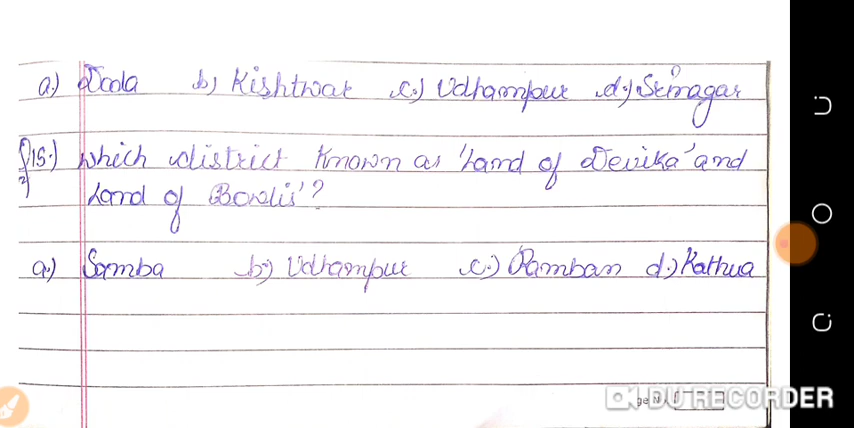 a.) Doda b.) Kishtwar c.) Udhampur d.) Srinagar
Q15.) Which district known as 'Land of Devika' and
Land of Bowlis'?
a.) Samba b.) Udhampur c.) Ramban d.) Kathua
DU RECORDER